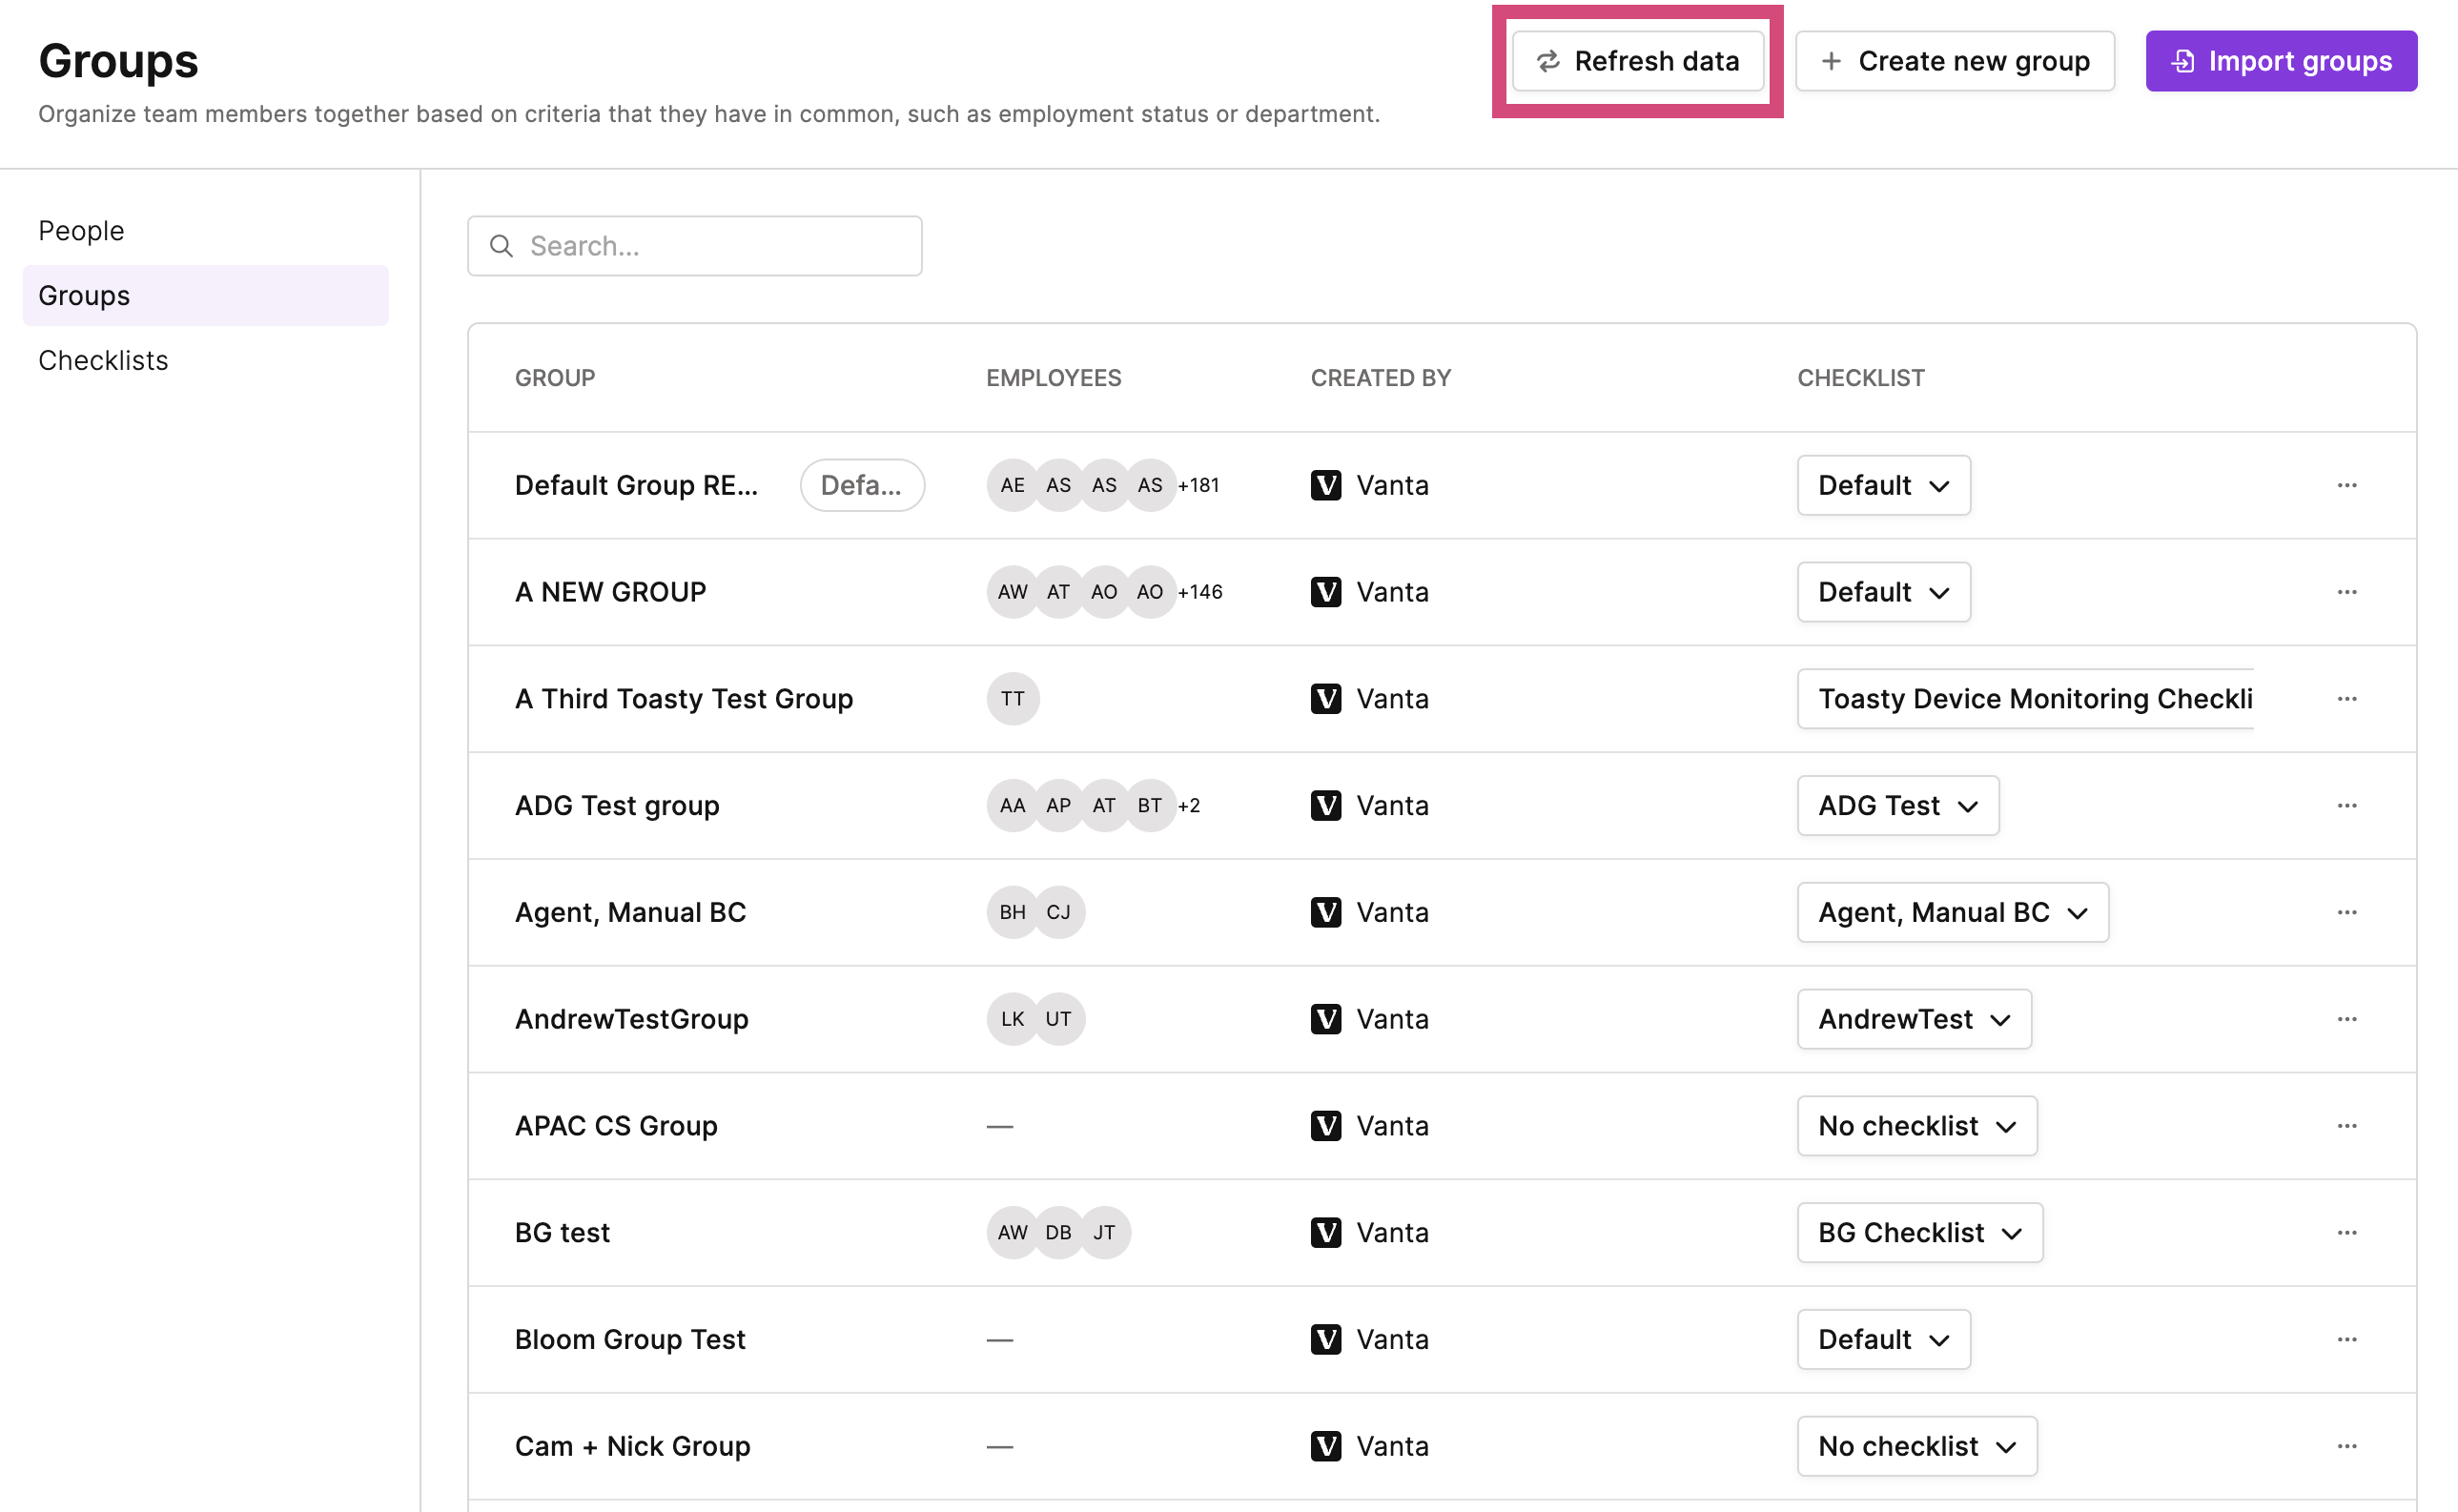 Groups
Refresh data
Create new group
Import groups
Organize team members together based on criteria that they have in common, such as employment status or department.
People
Groups
Checklists
Search...
GROUP EMPLOYEES CREATED BY CHECKLIST
Default Group RE... Defa... AE AS AS AS +181 V Vanta Default
A NEW GROUP AW AT AO AO +146 V Vanta Default
A Third Toasty Test Group TT V Vanta Toasty Device Monitoring Checkli
ADG Test group AA AP AT BT +2 V Vanta ADG Test
Agent, Manual BC BH CJ V Vanta Agent, Manual BC
AndrewTestGroup LK UT V Vanta AndrewTest
APAC CS Group — V Vanta No checklist
BG test AW DB JT V Vanta BG Checklist
Bloom Group Test — V Vanta Default
Cam + Nick Group — V Vanta No checklist